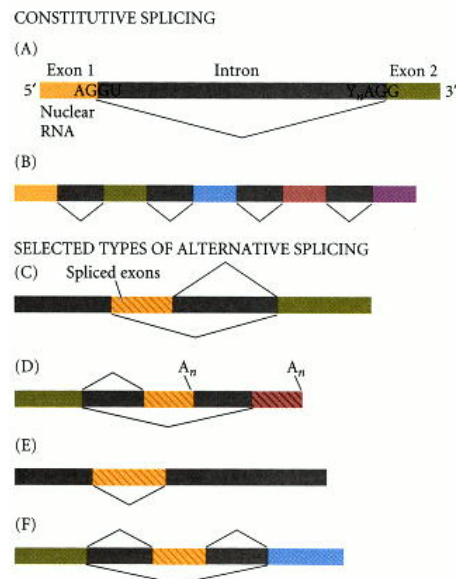 CONSTITUTIVE SPLICING
(A)
Exon 1 Intron Exon 2
5′ AGGU YnAGG 3′
Nuclear
RNA
(B)
SELECTED TYPES OF ALTERNATIVE SPLICING
(C)
Spliced exons
(D) An An
(E)
(F)